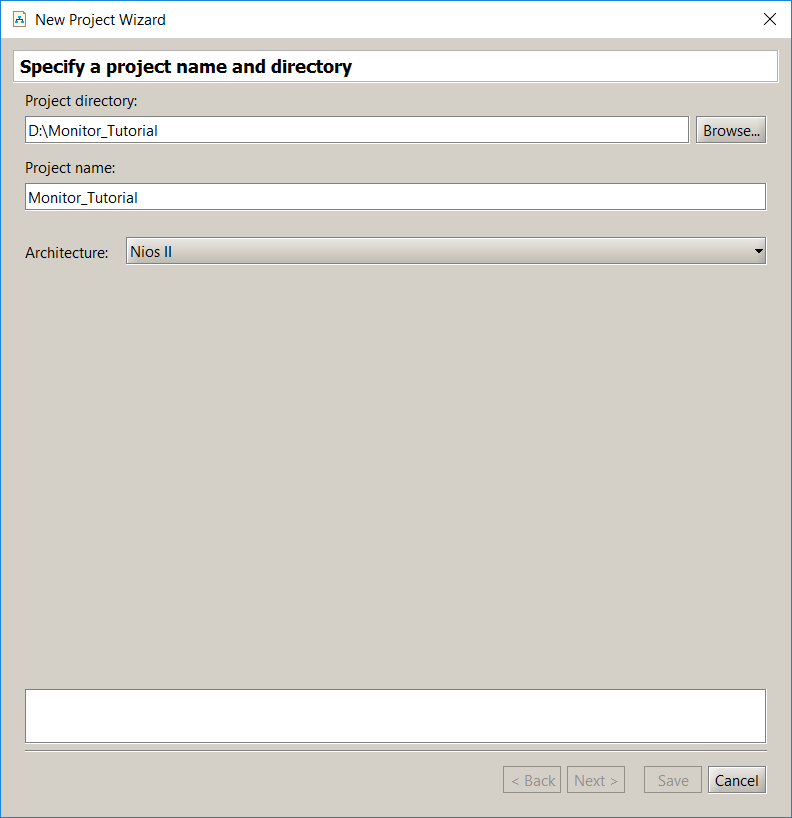 New Project Wizard
Specify a project name and directory
Project directory:
D:\Monitor_Tutorial
Browse...
Project name:
Monitor_Tutorial
Architecture: Nios II
< Back Next > Save Cancel